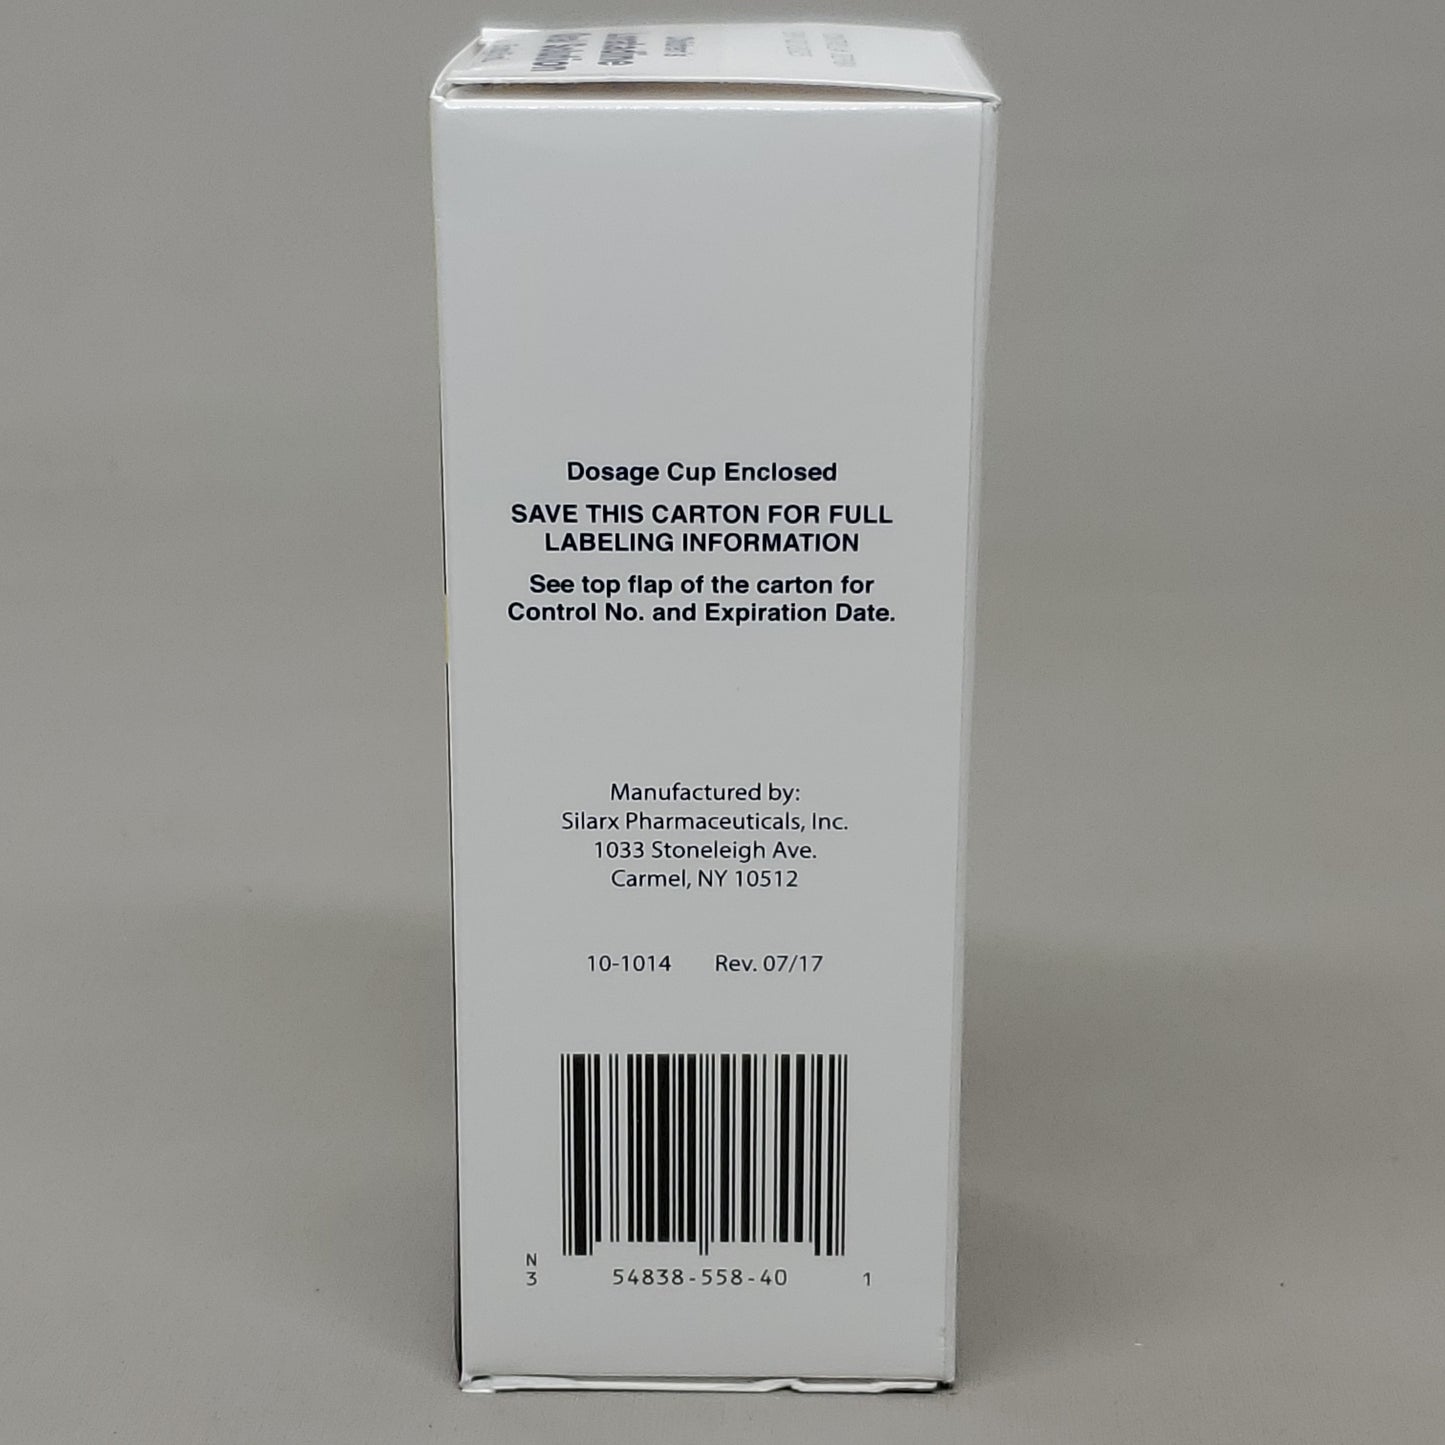 Dosage Cup Enclosed
SAVE THIS CARTON FOR FULL
LABELING INFORMATION
See top flap of the carton for
Control No. and Expiration Date.
Manufactured by:
Silarx Pharmaceuticals, Inc.
1033 Stoneleigh Ave.
Carmel, NY 10512
10-1014 Rev. 07/17
N
3 54838-558-40 1